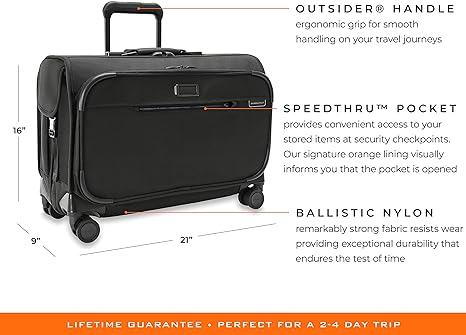 OUTSIDER® HANDLE
ergonomic grip for smooth
handling on your travel journeys
SPEEDTHRU™ POCKET
provides convenient access to your
stored items at security checkpoints.
Our signature orange lining visually
informs you that the pocket is opened
16"
BALLISTIC NYLON
remarkably strong fabric resists wear
providing exceptional durability that
endures the test of time
9"
21"
LIFETIME GUARANTEE • PERFECT FOR A 2-4 DAY TRIP